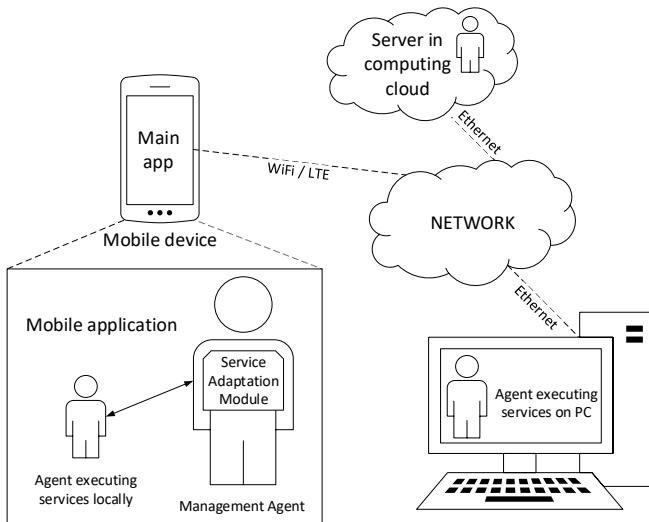 Server in
computing
cloud
Ethernet
Main
app
WiFi / LTE
NETWORK
Mobile device
Ethernet
Mobile application
Service
Adaptation
Module
Agent executing
services on PC
Agent executing
services locally
Management Agent